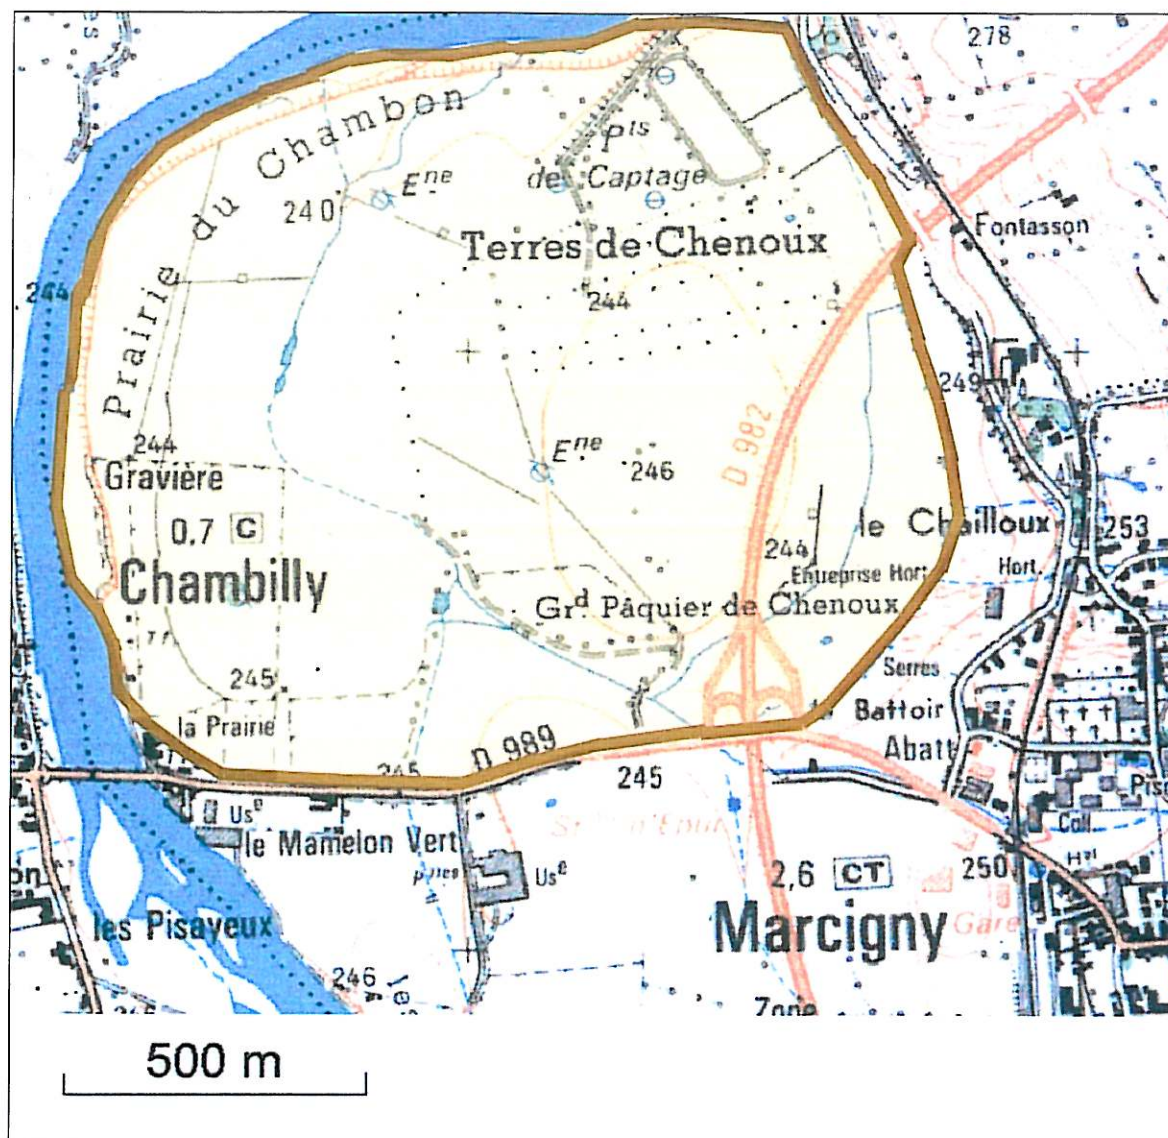 278
Prairie du Chambon
Pts
de Captage
Ene
240
Fontasson
Terres de Chenoux
244
244
249
D 982
Ene
244
246
Gravière
0,7 C
le Chailloux
253
244
Chambilly
Entreprise Hort.
Hort.
Grd Pâquier de Chenoux
Serres
245
la Prairie
Battoir
D 989
Abatt
245
245
Use
le Mamelon Vert
Coll.
Use
2,6 CT
250
Hal
les Pisayeux
Marcigny
Gare
246
Zone
500 m